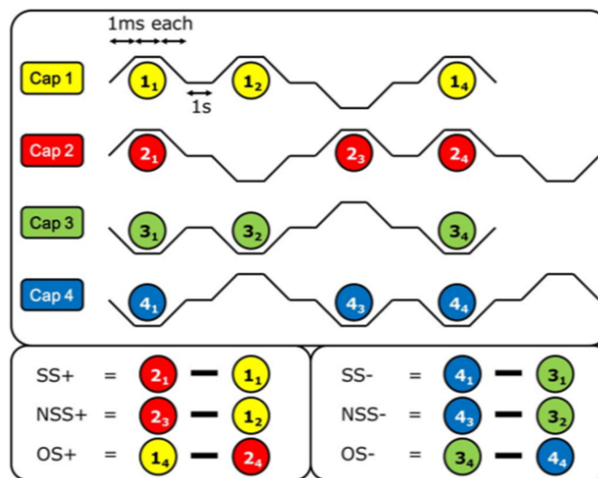 1ms each
Cap 1 1₁ 1₂ 1₄
1s
Cap 2 2₁ 2₃ 2₄
Cap 3 3₁ 3₂ 3₄
Cap 4 4₁ 4₃ 4₄
SS+ = 2₁ − 1₁
NSS+ = 2₃ − 1₂
OS+ = 1₄ − 2₄
SS- = 4₁ − 3₁
NSS- = 4₃ − 3₂
OS- = 3₄ − 4₄